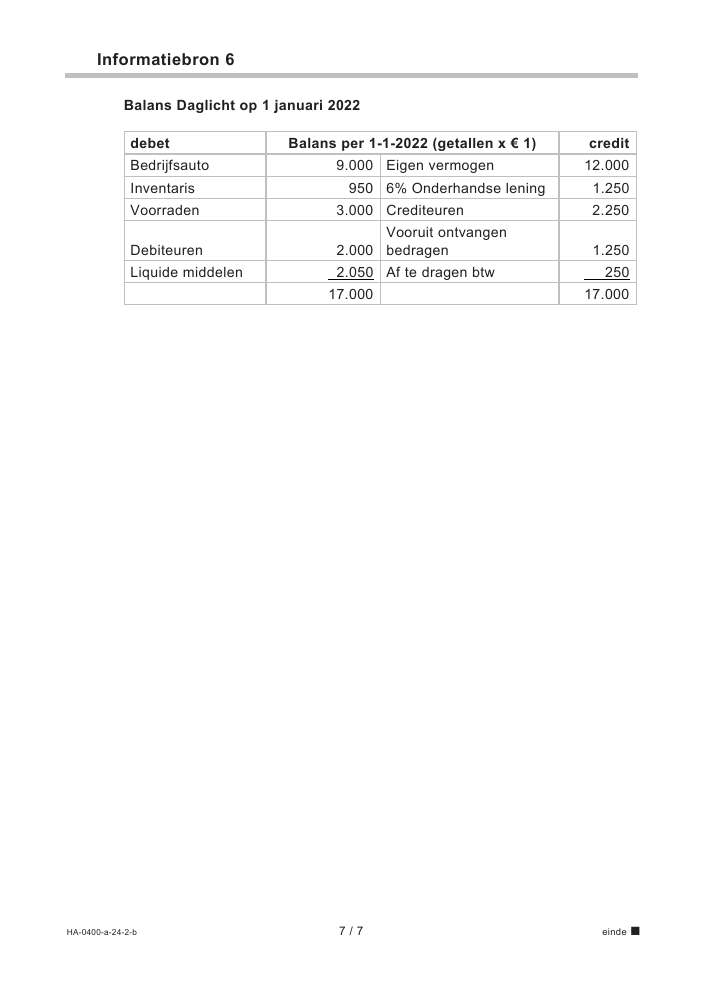 Informatiebron 6
Balans Daglicht op 1 januari 2022
debet Balans per 1-1-2022 (getallen x € 1) credit
Bedrijfsauto 9.000 Eigen vermogen 12.000
Inventaris 950 6% Onderhandse lening 1.250
Voorraden 3.000 Crediteuren 2.250
Vooruit ontvangen
Debiteuren 2.000 bedragen 1.250
Liquide middelen 2.050 Af te dragen btw 250
17.000 17.000
HA-0400-a-24-2-b 7 / 7 einde